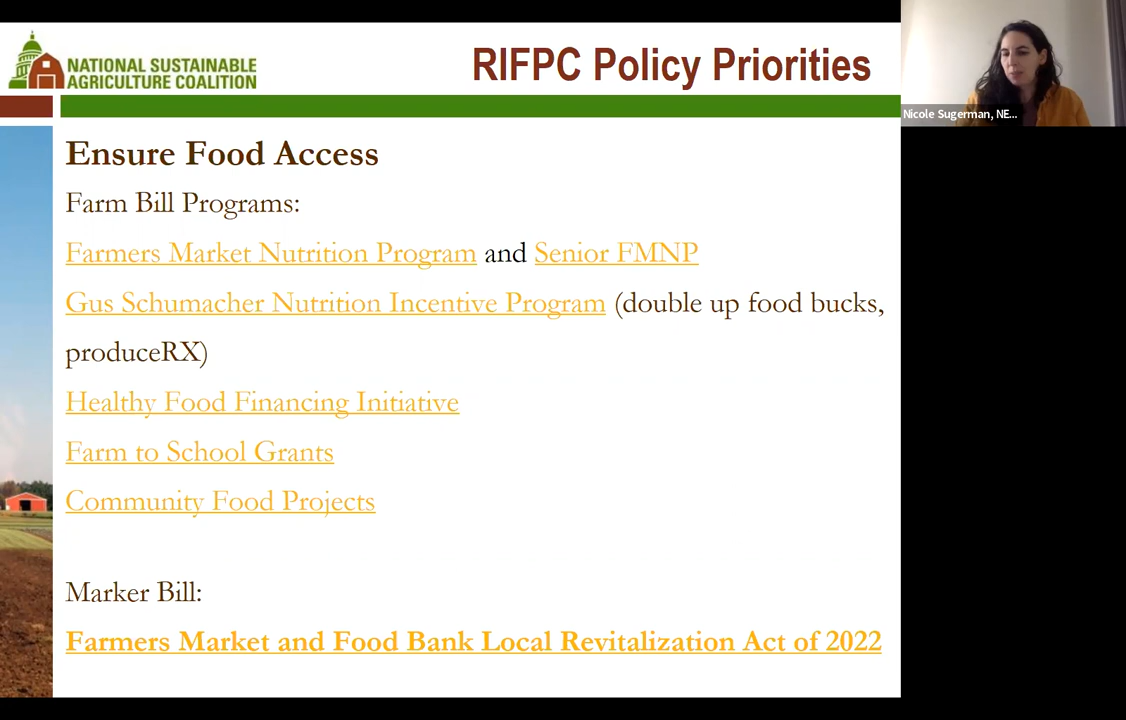 NATIONAL SUSTAINABLE
AGRICULTURE COALITION
RIFPC Policy Priorities
Nicole Sugerman, NE...
Ensure Food Access
Farm Bill Programs:
Farmers Market Nutrition Program and Senior FMNP
Gus Schumacher Nutrition Incentive Program (double up food bucks,
produceRX)
Healthy Food Financing Initiative
Farm to School Grants
Community Food Projects
Marker Bill:
Farmers Market and Food Bank Local Revitalization Act of 2022